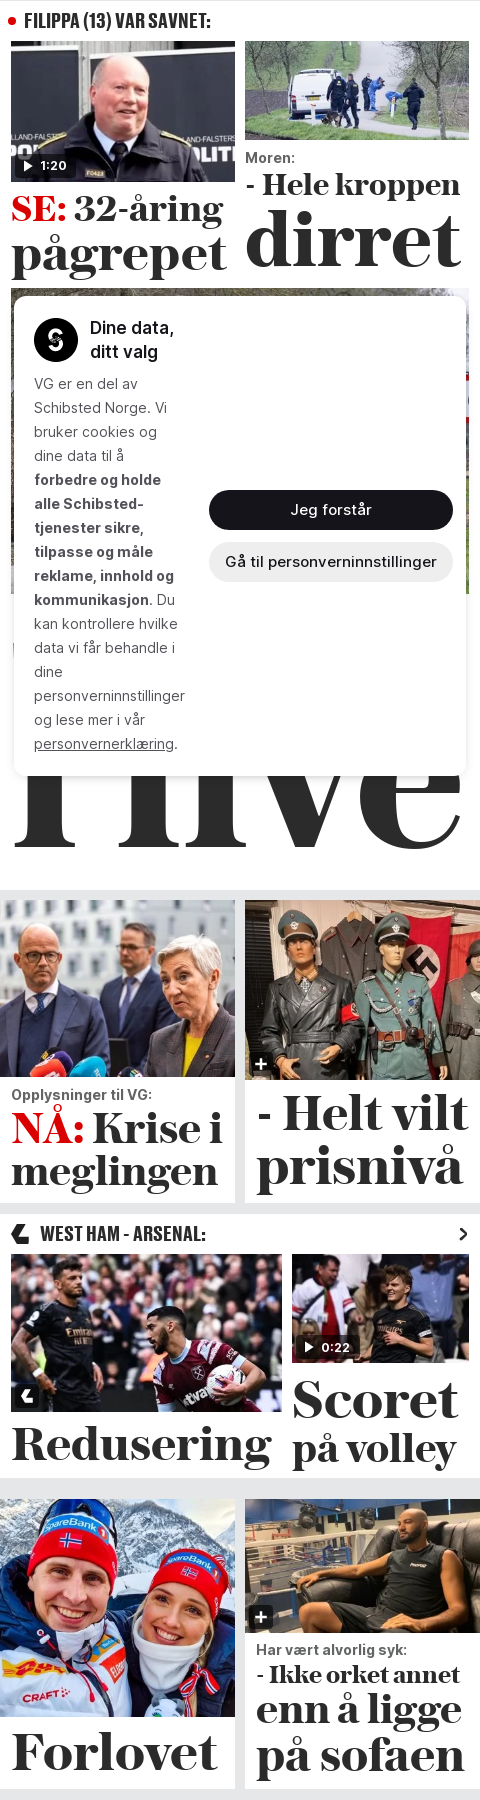 FILIPPA (13) VAR SAVNET:
1:20
SE: 32-åring
pågrepet
Moren:
- Hele kroppen
dirret
Dine data,
ditt valg
VG er en del av
Schibsted Norge. Vi
bruker cookies og
dine data til å
forbedre og holde
alle Schibsted-
tjenester sikre,
tilpasse og måle
reklame, innhold og
kommunikasjon. Du
kan kontrollere hvilke
data vi får behandle i
dine
personverninnstillinger
og lese mer i vår
personvernerklæring.
Jeg forstår
Gå til personverninnstillinger
Opplysninger til VG:
NÅ: Krise i
meglingen
- Helt vilt
prisnivå
WEST HAM - ARSENAL:
Redusering
0:22
Scoret
på volley
SpareBank
SpareBank
CRAFT
Forlovet
Har vært alvorlig syk:
- Ikke orket annet
enn å ligge
på sofaen